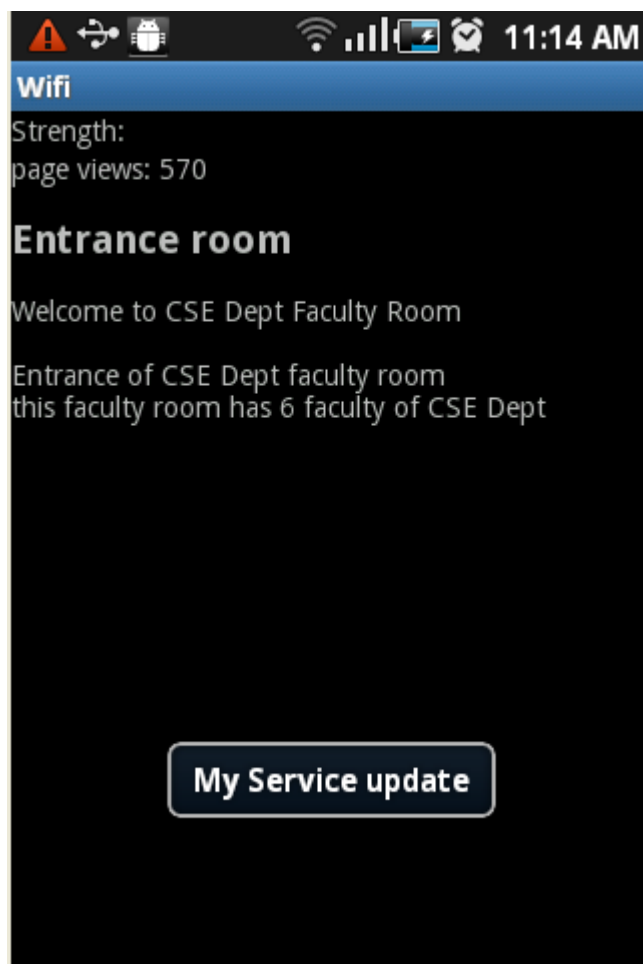 11:14 AM
Wifi
Strength:
page views: 570
Entrance room
Welcome to CSE Dept Faculty Room
Entrance of CSE Dept faculty room
this faculty room has 6 faculty of CSE Dept
My Service update